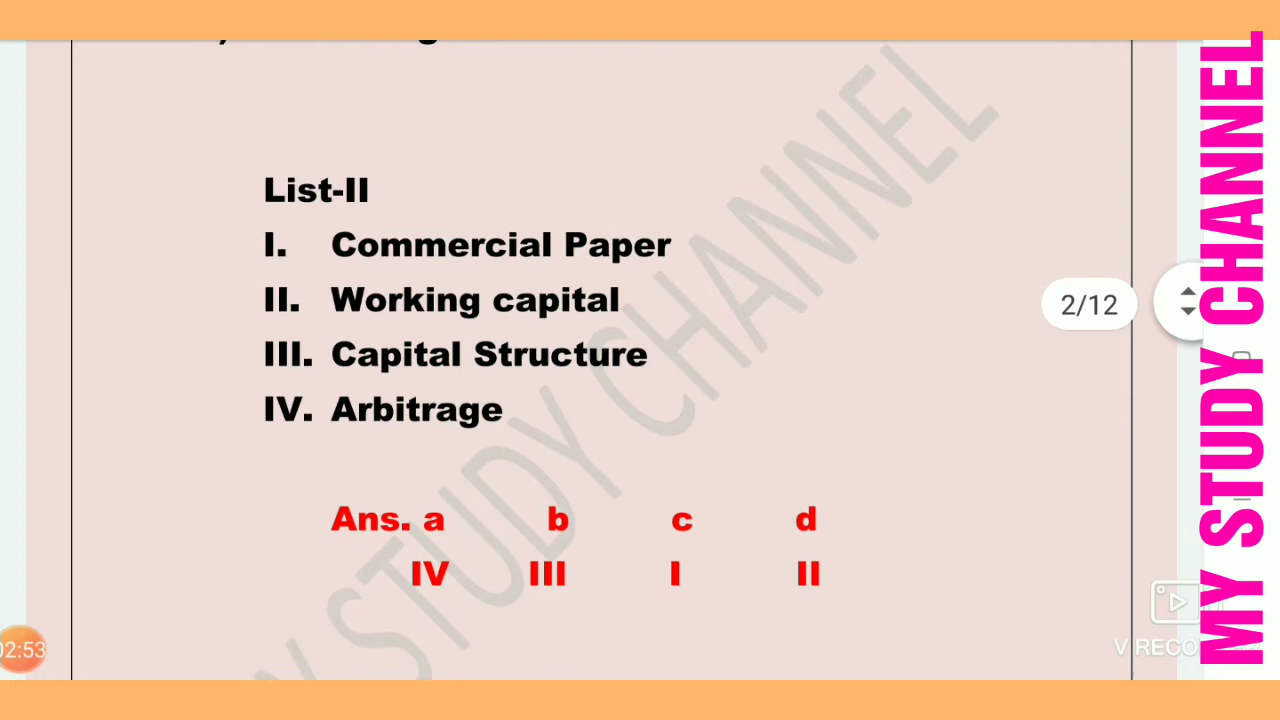 List-II
I. Commercial Paper
II. Working capital
III. Capital Structure
IV. Arbitrage
Ans. a b c d
IV III I II
2/12
02:53
V RECO
MY STUDY CHANNEL
Y STUDY CHANNEL